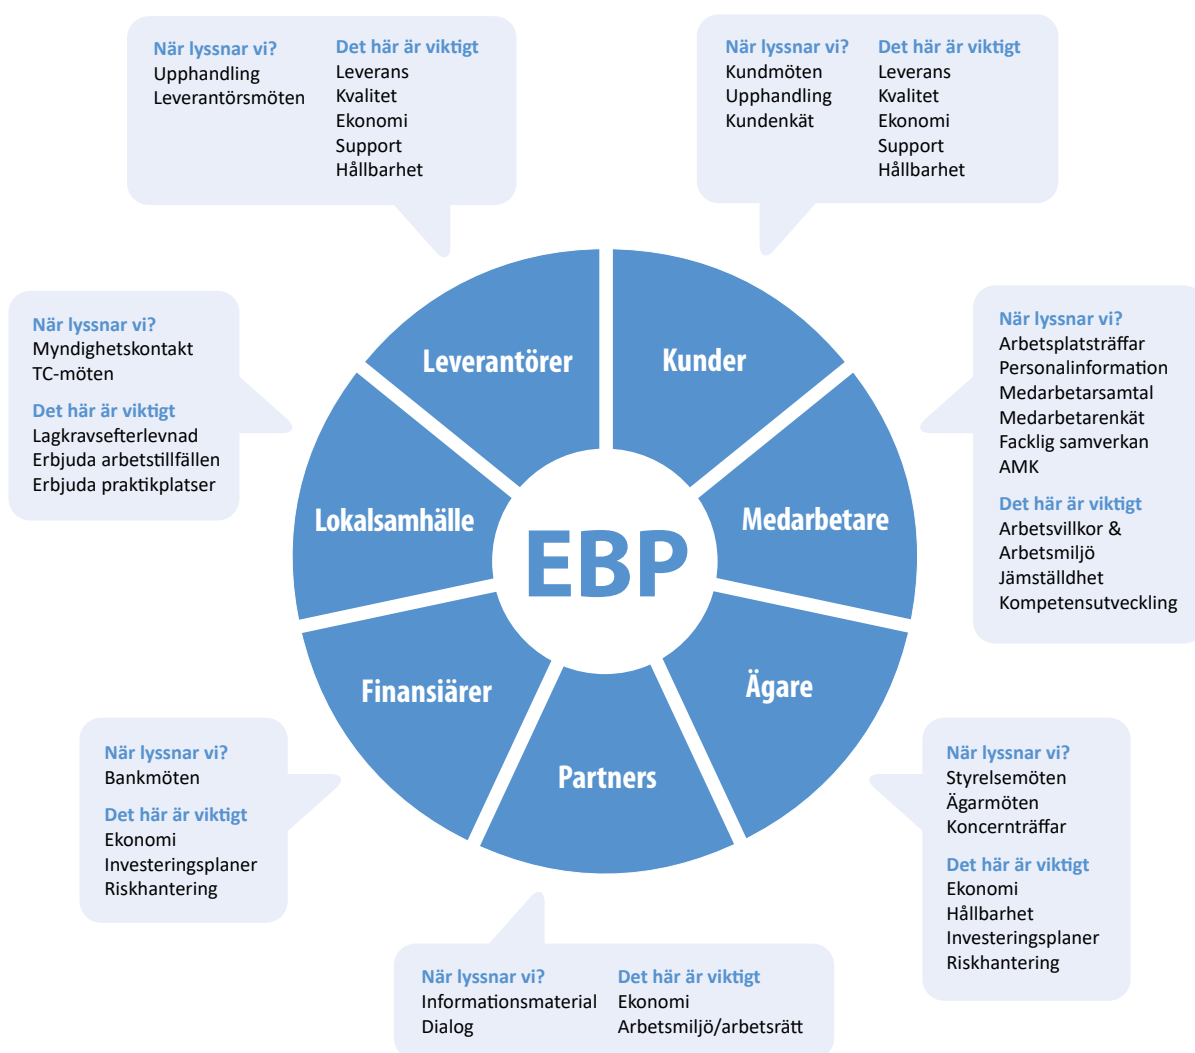 När lyssnar vi?
Upphandling
Leverantörsmöten
Det här är viktigt
Leverans
Kvalitet
Ekonomi
Support
Hållbarhet
När lyssnar vi?
Kundmöten
Upphandling
Kundenkät
Det här är viktigt
Leverans
Kvalitet
Ekonomi
Support
Hållbarhet
När lyssnar vi?
Myndighetskontakt
TC-möten
Det här är viktigt
Lagkravsefterlevnad
Erbjuda arbetstillfällen
Erbjuda praktikplatser
Leverantörer
Kunder
Lokalsamhälle
EBP
Medarbetare
Finansiärer
Ägare
Partners
När lyssnar vi?
Arbetsplatsträffar
Personalinformation
Medarbetarsamtal
Medarbetarenkät
Facklig samverkan
AMK
Det här är viktigt
Arbetsvillkor &
Arbetsmiljö
Jämställdhet
Kompetensutveckling
När lyssnar vi?
Bankmöten
Det här är viktigt
Ekonomi
Investeringsplaner
Riskhantering
När lyssnar vi?
Styrelsemöten
Ägarmöten
Koncernträffar
Det här är viktigt
Ekonomi
Hållbarhet
Investeringsplaner
Riskhantering
När lyssnar vi?
Informationsmaterial
Dialog
Det här är viktigt
Ekonomi
Arbetsmiljö/arbetsrätt